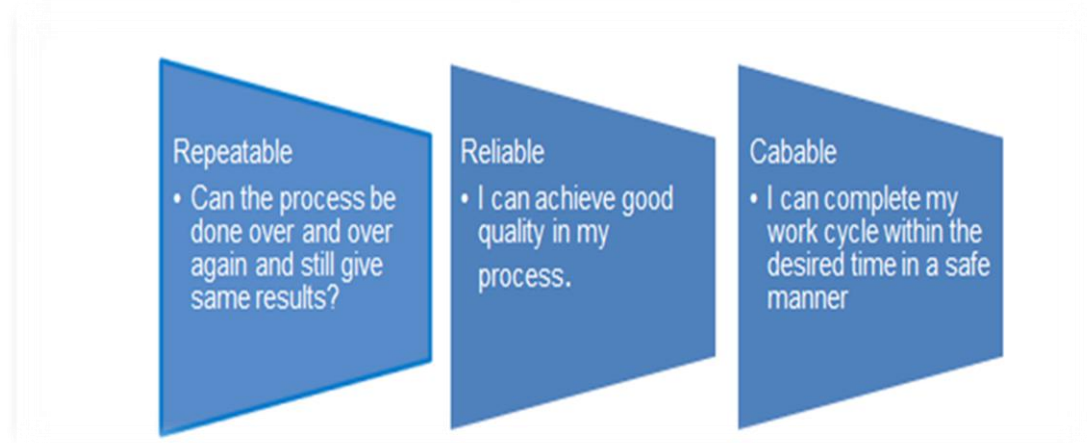 Repeatable
• Can the process be
done over and over
again and still give
same results?
Reliable
• I can achieve good
quality in my
process.
Cabable
• I can complete my
work cycle within the
desired time in a safe
manner